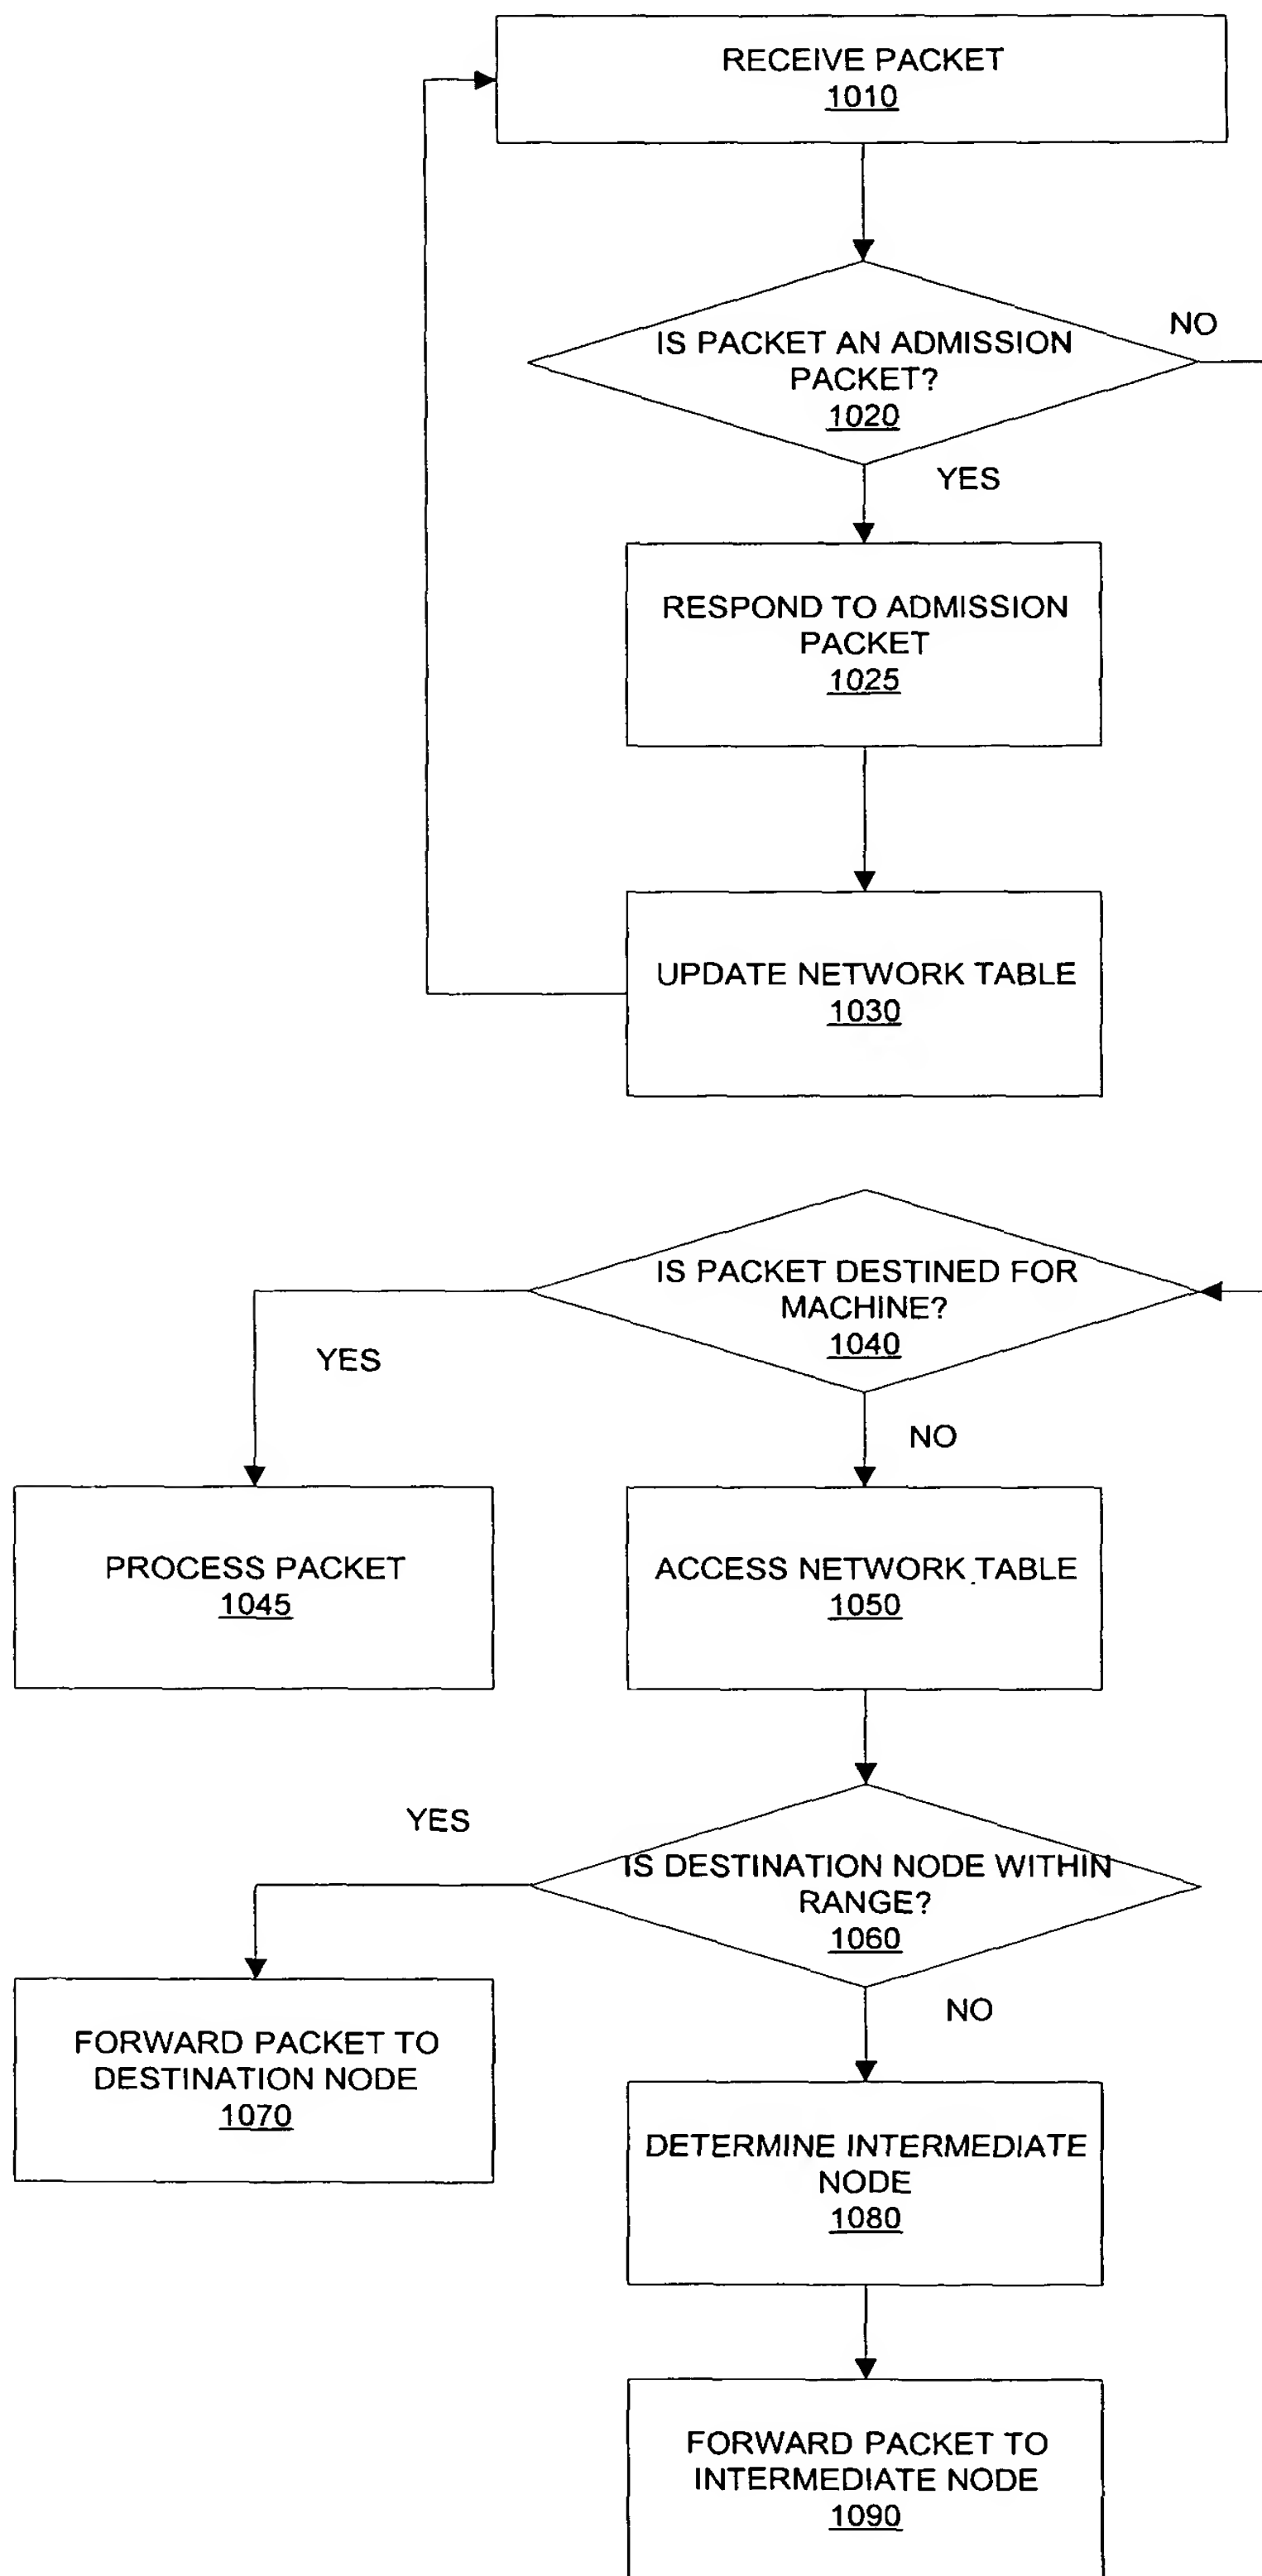 RECEIVE PACKET
1010
IS PACKET AN ADMISSION
PACKET?
1020
NO
YES
RESPOND TO ADMISSION
PACKET
1025
UPDATE NETWORK TABLE
1030
IS PACKET DESTINED FOR
MACHINE?
1040
YES
NO
PROCESS PACKET
1045
ACCESS NETWORK TABLE
1050
YES
IS DESTINATION NODE WITHIN
RANGE?
1060
NO
FORWARD PACKET TO
DESTINATION NODE
1070
DETERMINE INTERMEDIATE
NODE
1080
FORWARD PACKET TO
INTERMEDIATE NODE
1090